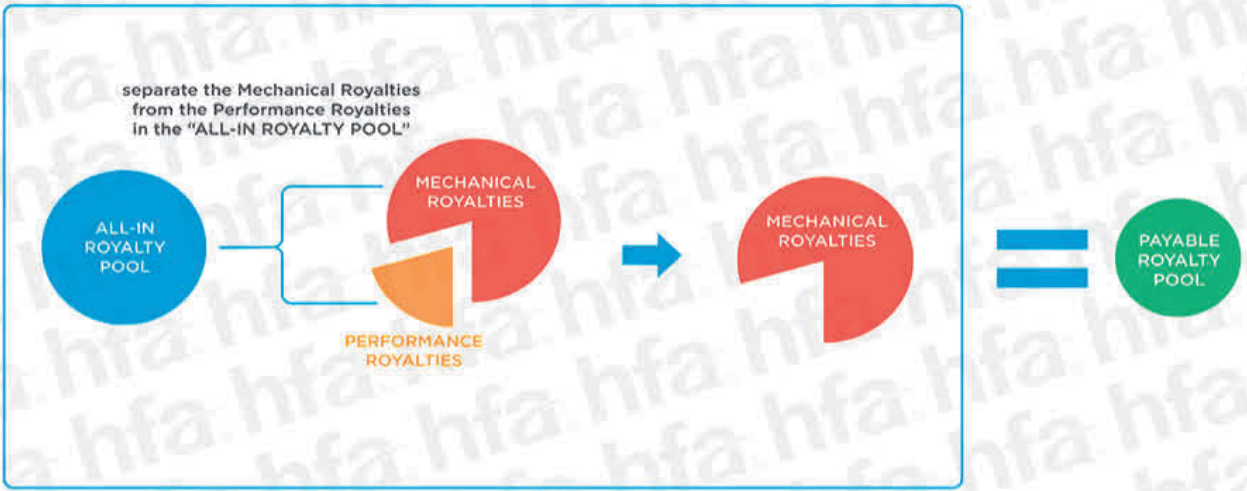 separate the Mechanical Royalties
from the Performance Royalties
in the “ALL-IN ROYALTY POOL”
ALL-IN
ROYALTY
POOL
MECHANICAL
ROYALTIES
PERFORMANCE
ROYALTIES
MECHANICAL
ROYALTIES
PAYABLE
ROYALTY
POOL
hfa